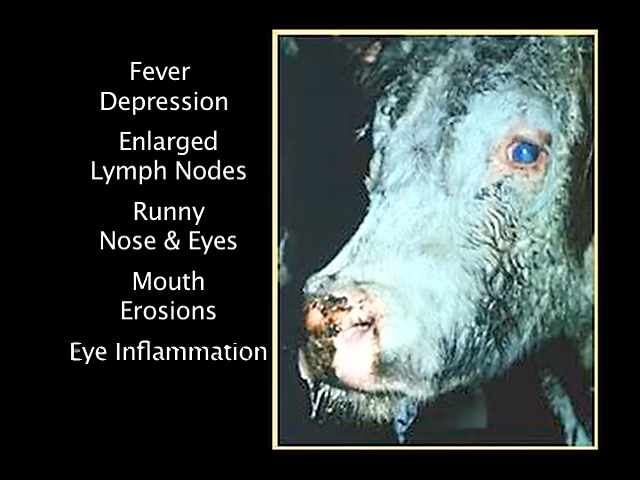 Fever
Depression
Enlarged
Lymph Nodes
Runny
Nose & Eyes
Mouth
Erosions
Eye Inflammation